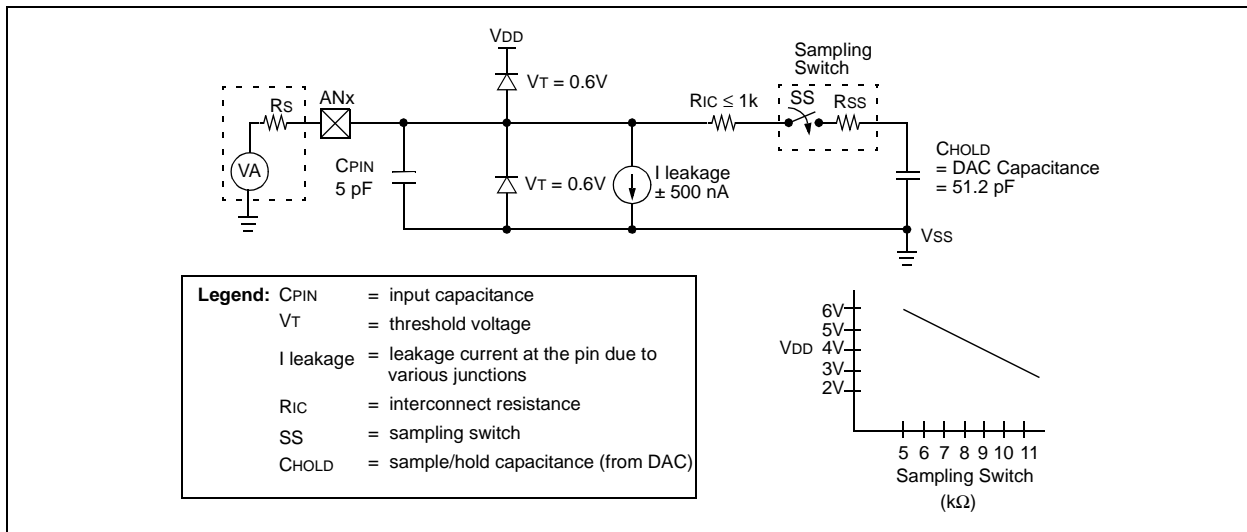 VDD
Sampling
Switch
VT = 0.6V
RS
ANx
RIC ≤ 1k
SS
RSS
VA
CPIN
5 pF
VT = 0.6V
I leakage
± 500 nA
CHOLD
= DAC Capacitance
= 51.2 pF
VSS
Legend: CPIN = input capacitance
VT = threshold voltage
I leakage = leakage current at the pin due to
various junctions
RIC = interconnect resistance
SS = sampling switch
CHOLD = sample/hold capacitance (from DAC)
6V
5V
VDD 4V
3V
2V
5 6 7 8 9 10 11
Sampling Switch
(kΩ)